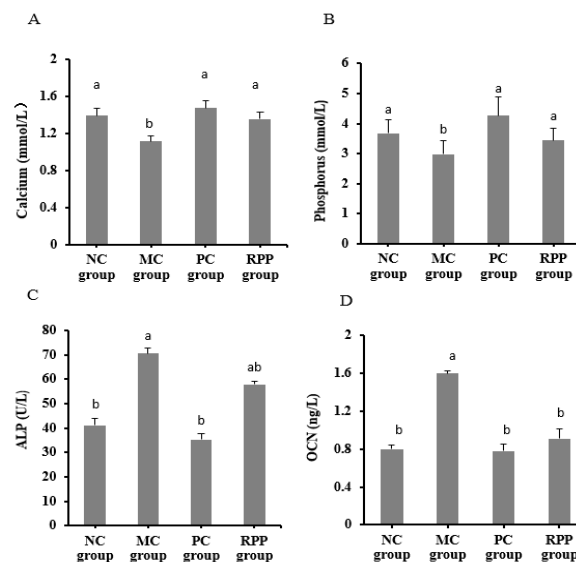 A
Calcium (mmol/L)
2
1.6
1.2
0.8
0.4
0
a
b
a
a
NC group
MC group
PC group
RPP group
B
Phosphorus (mmol/L)
6
5
4
3
2
1
0
a
b
a
a
NC group
MC group
PC group
RPP group
C
ALP (U/L)
80
70
60
50
40
30
20
10
0
b
a
b
ab
NC group
MC group
PC group
RPP group
D
OCN (ng/L)
2
1.6
1.2
0.8
0.4
0
b
a
b
b
NC group
MC group
PC group
RPP group